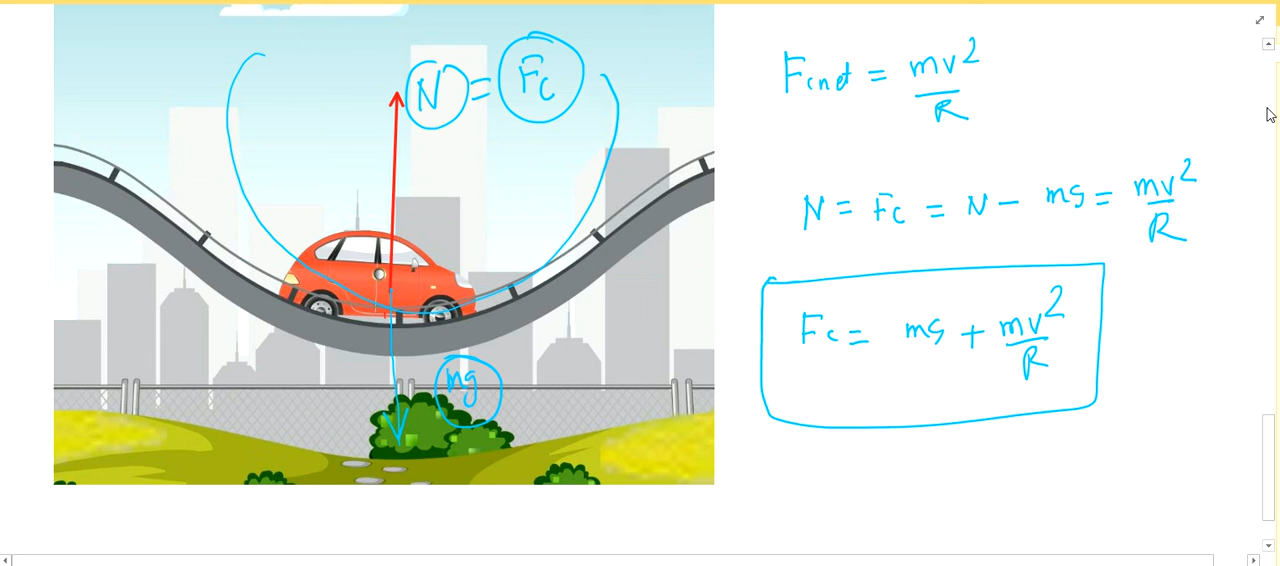 N = Fc
mg
Fcnet = mv²/R
N = Fc = N - mg = mv²/R
Fc = mg + mv²/R